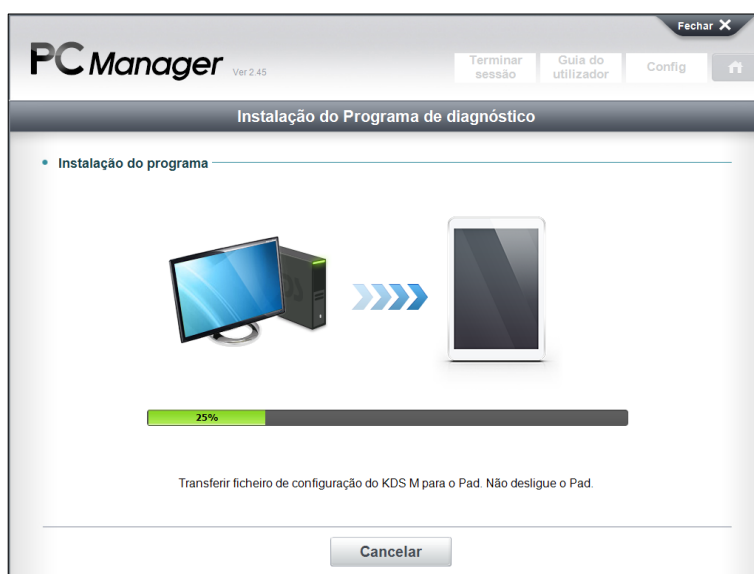 Fechar X
PC Manager Ver 2.45
Terminar sessão
Guia do utilizador
Config
Instalação do Programa de diagnóstico
• Instalação do programa
25%
Transferir ficheiro de configuração do KDS M para o Pad. Não desligue o Pad.
Cancelar